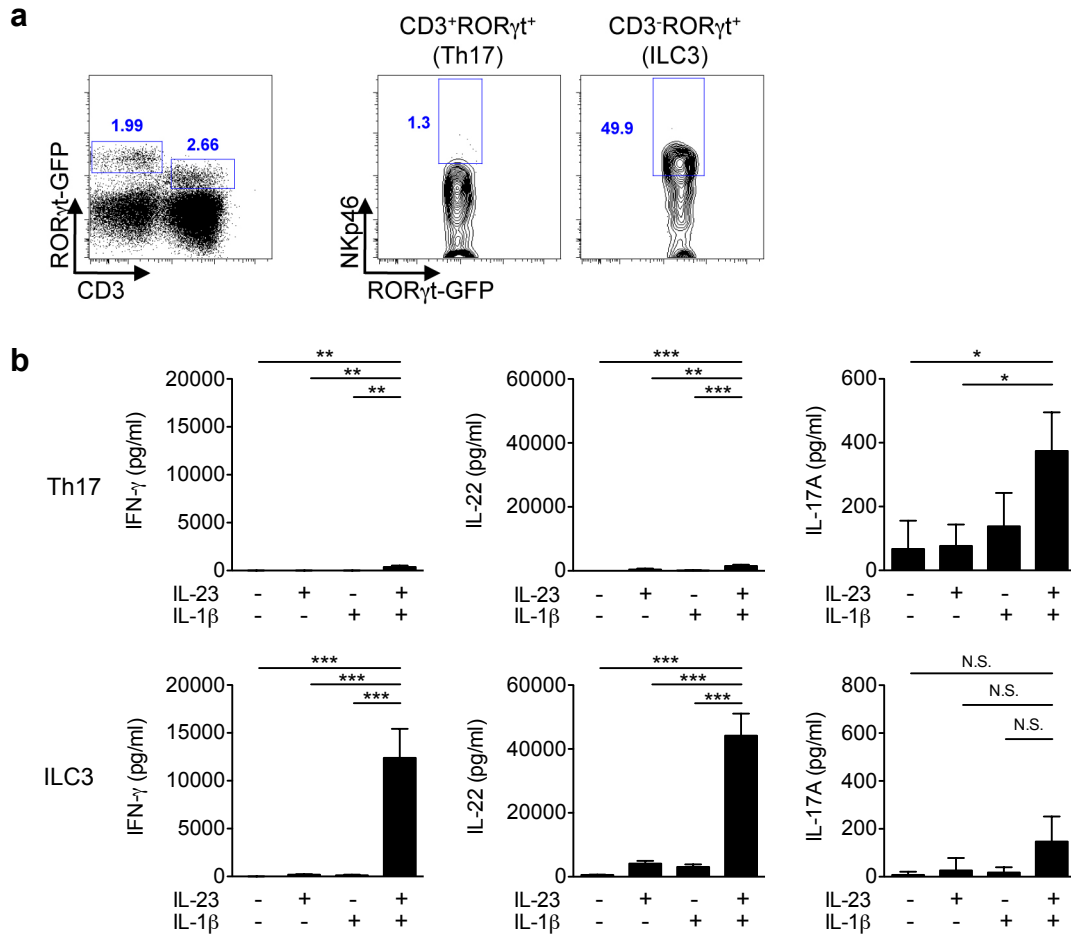 a
CD3⁺RORγt⁺
(Th17)
CD3⁻RORγt⁺
(ILC3)
1.99
2.66
1.3
49.9
RORγt-GFP
CD3
NKp46
RORγt-GFP
b
Th17
** ** **
IFN-γ (pg/ml)
20000
15000
10000
5000
0
IL-23 - + - +
IL-1β - - + +
*** ** ***
IL-22 (pg/ml)
60000
40000
20000
0
IL-23 - + - +
IL-1β - - + +
* *
IL-17A (pg/ml)
600
400
200
0
IL-23 - + - +
IL-1β - - + +
ILC3
*** *** ***
IFN-γ (pg/ml)
20000
15000
10000
5000
0
IL-23 - + - +
IL-1β - - + +
*** *** ***
IL-22 (pg/ml)
60000
40000
20000
0
IL-23 - + - +
IL-1β - - + +
N.S.
N.S.
N.S.
IL-17A (pg/ml)
800
600
400
200
0
IL-23 - + - +
IL-1β - - + +